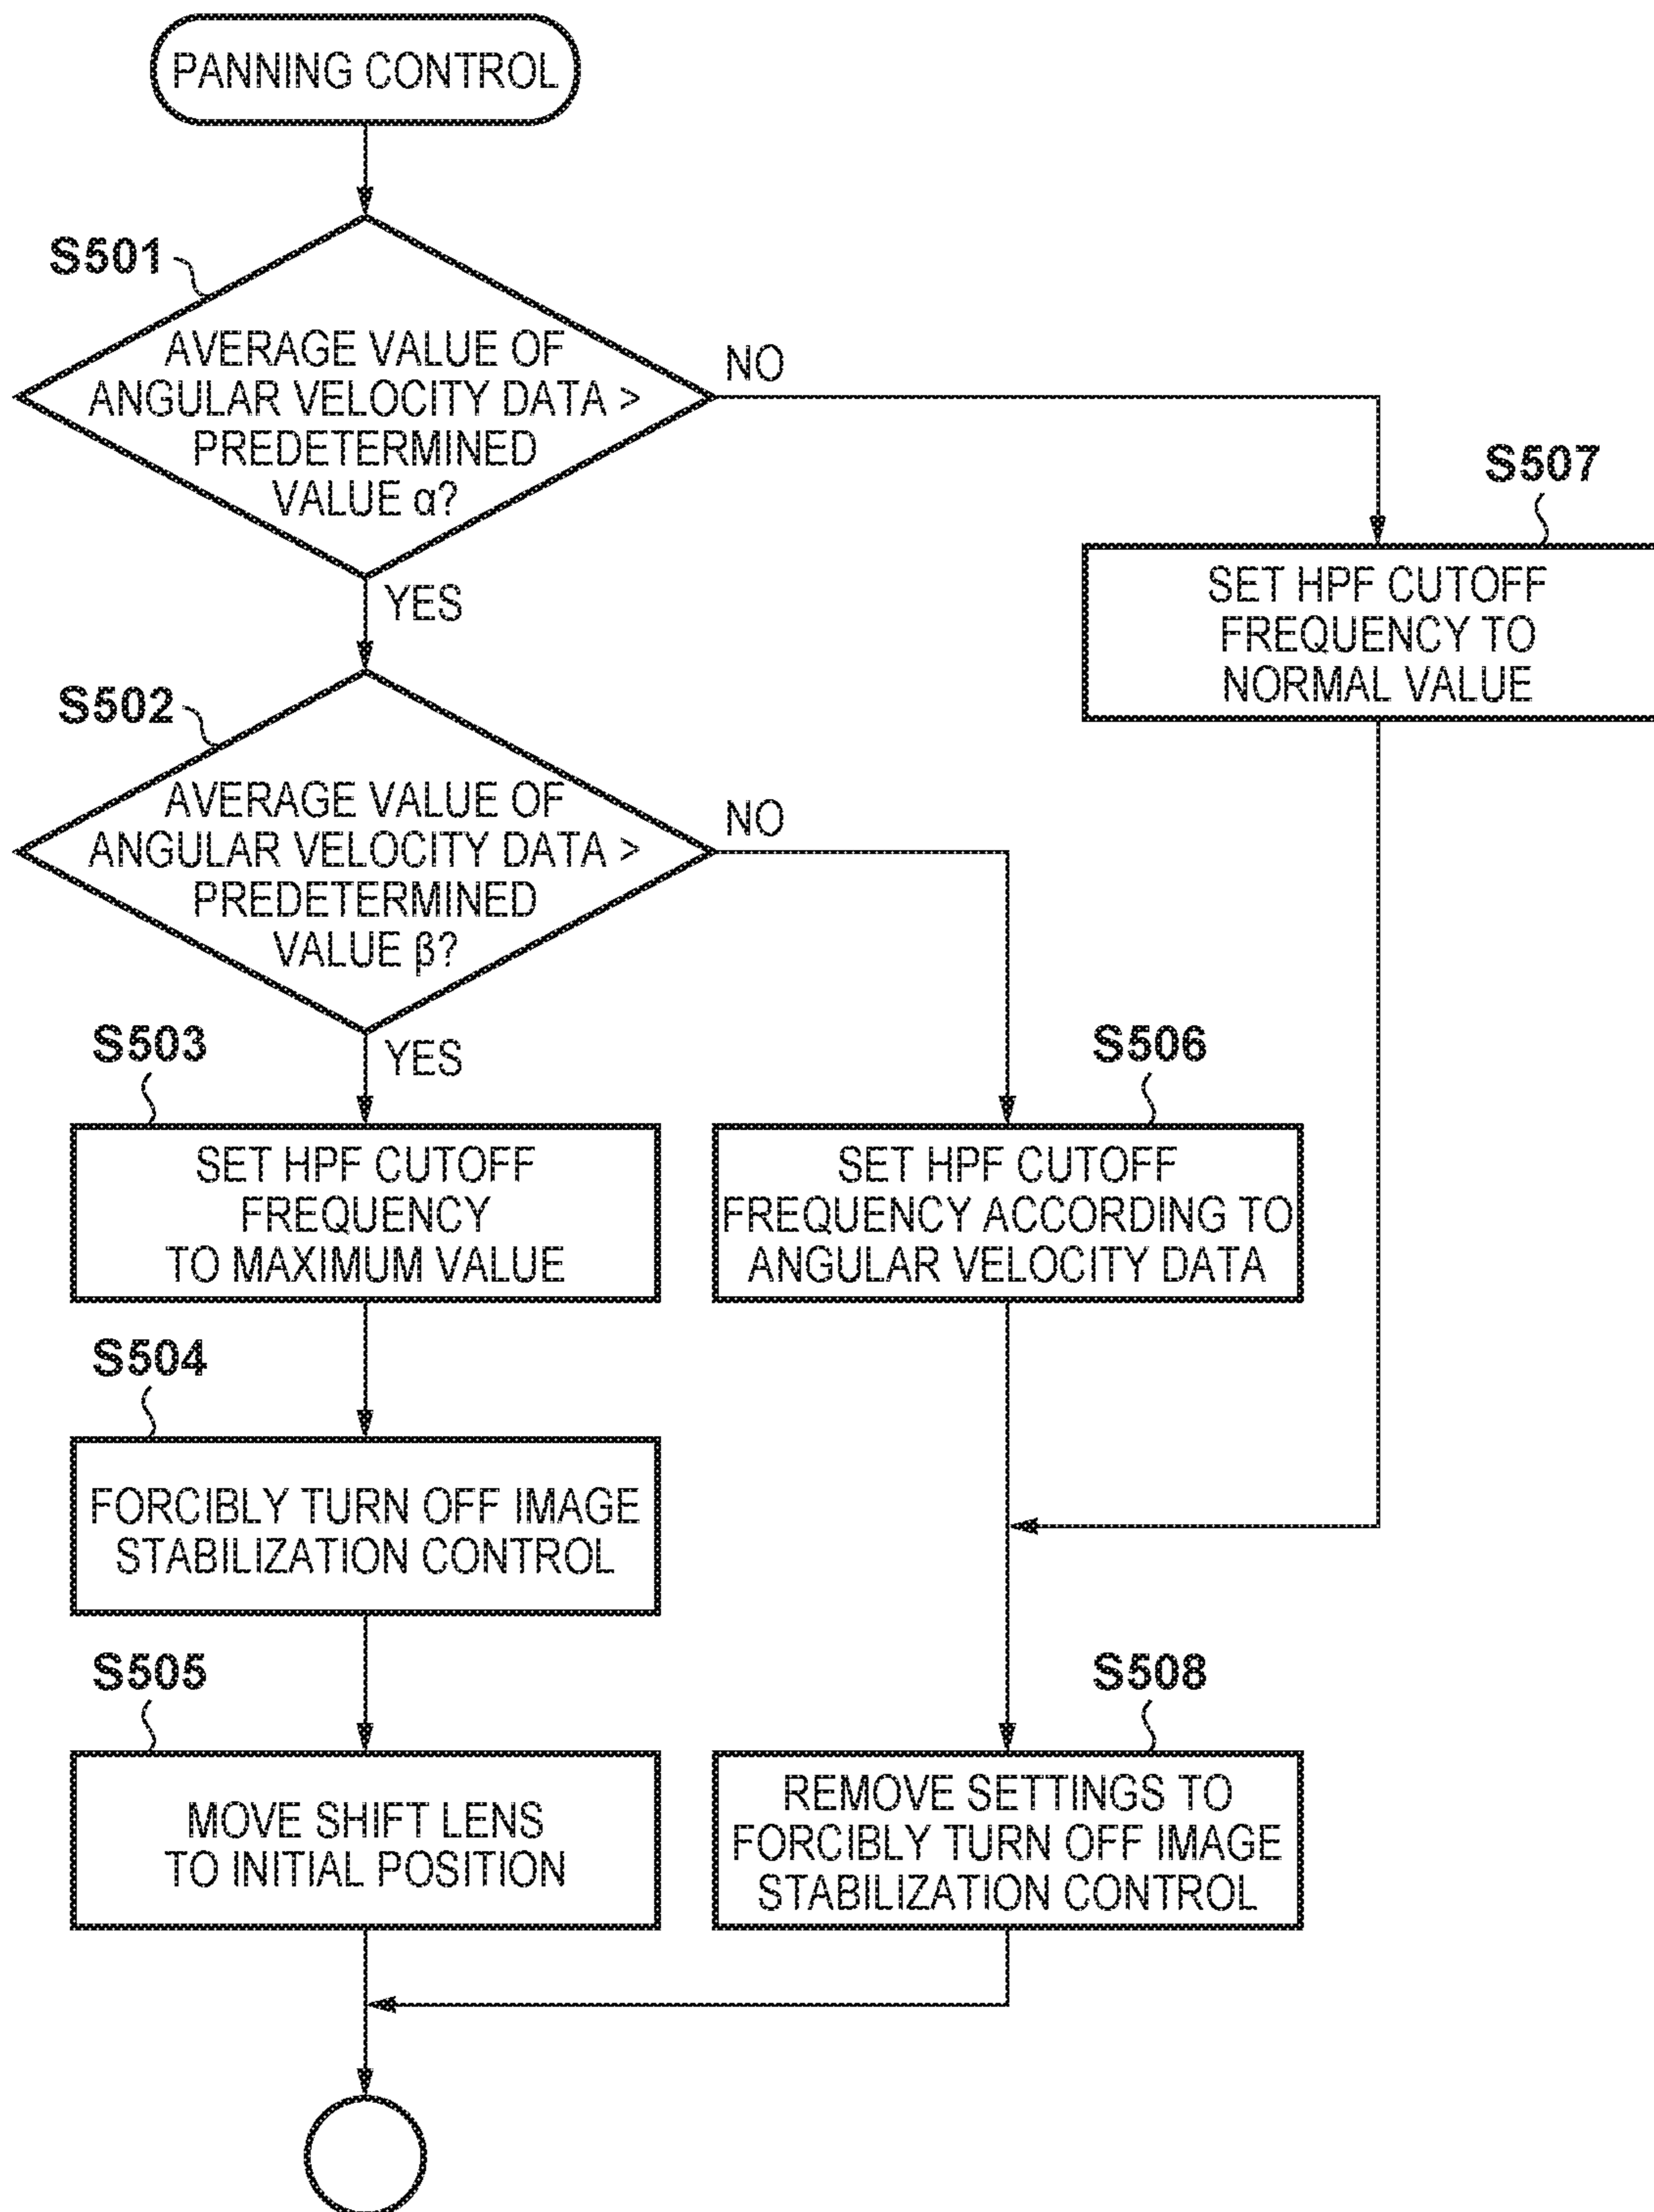 PANNING CONTROL
S501
AVERAGE VALUE OF
ANGULAR VELOCITY DATA >
PREDETERMINED
VALUE α?
NO
YES
S507
SET HPF CUTOFF
FREQUENCY TO
NORMAL VALUE
S502
AVERAGE VALUE OF
ANGULAR VELOCITY DATA >
PREDETERMINED
VALUE β?
NO
YES
S503
SET HPF CUTOFF
FREQUENCY
TO MAXIMUM VALUE
S506
SET HPF CUTOFF
FREQUENCY ACCORDING TO
ANGULAR VELOCITY DATA
S504
FORCIBLY TURN OFF IMAGE
STABILIZATION CONTROL
S505
MOVE SHIFT LENS
TO INITIAL POSITION
S508
REMOVE SETTINGS TO
FORCIBLY TURN OFF IMAGE
STABILIZATION CONTROL